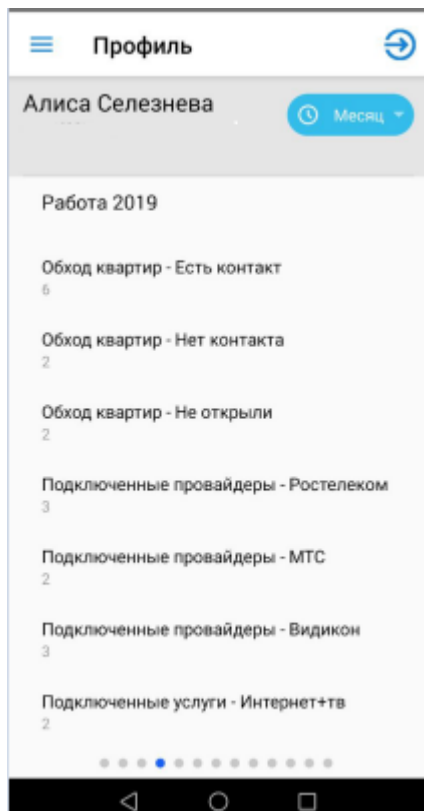 Профиль
Алиса Селезнева
Месяц
Работа 2019
Обход квартир - Есть контакт
6
Обход квартир - Нет контакта
2
Обход квартир - Не открыли
2
Подключенные провайдеры - Ростелеком
3
Подключенные провайдеры - МТС
2
Подключенные провайдеры - Видикон
3
Подключенные услуги - Интернет+тв
2